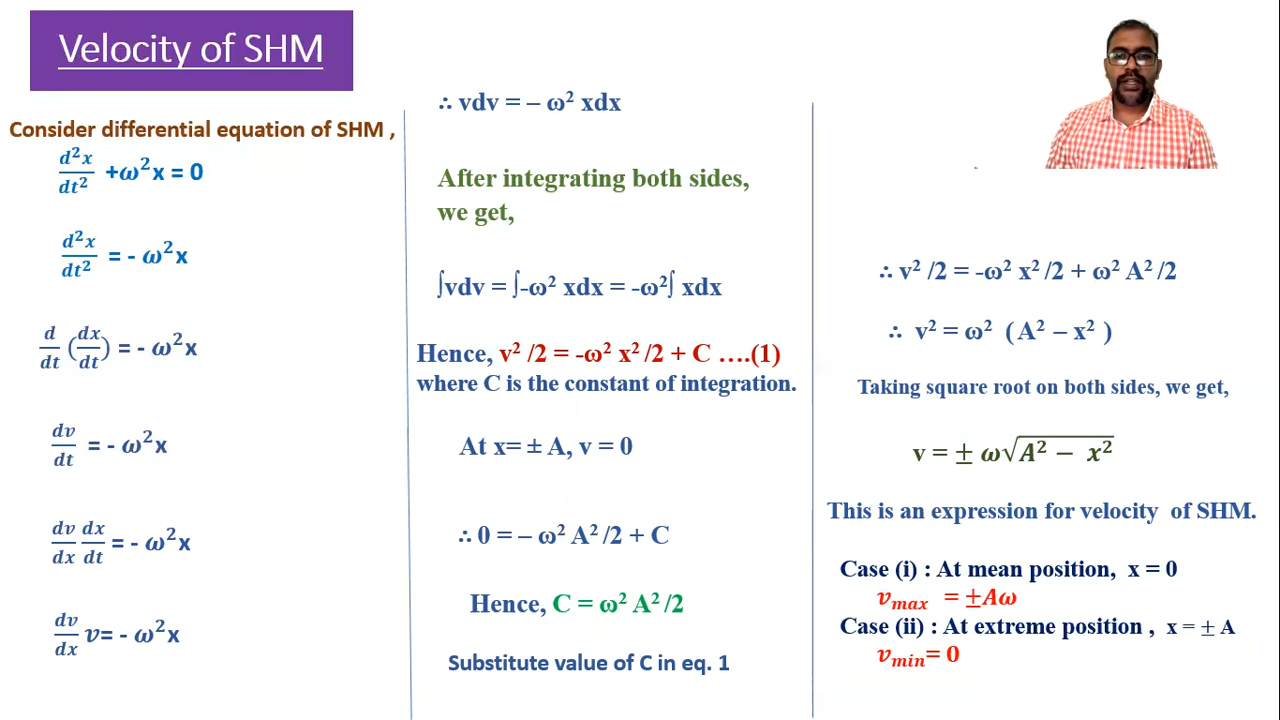 Velocity of SHM
Consider differential equation of SHM ,
d²x/dt² +ω²x = 0
d²x/dt² = - ω²x
d/dt (dx/dt) = - ω²x
dv/dt = - ω²x
dv/dx dx/dt = - ω²x
dv/dx v= - ω²x
∴ vdv = – ω² xdx
After integrating both sides,
we get,
∫vdv = ∫-ω² xdx = -ω²∫ xdx
Hence, v² /2 = -ω² x² /2 + C ….(1)
where C is the constant of integration.
At x= ± A, v = 0
∴ 0 = – ω² A² /2 + C
Hence, C = ω² A² /2
Substitute value of C in eq. 1
∴ v² /2 = -ω² x² /2 + ω² A² /2
∴ v² = ω² ( A² – x² )
Taking square root on both sides, we get,
v = ± ω√A² − x²
This is an expression for velocity of SHM.
Case (i) : At mean position, x = 0
vmax = ±Aω
Case (ii) : At extreme position , x = ± A
vmin= 0